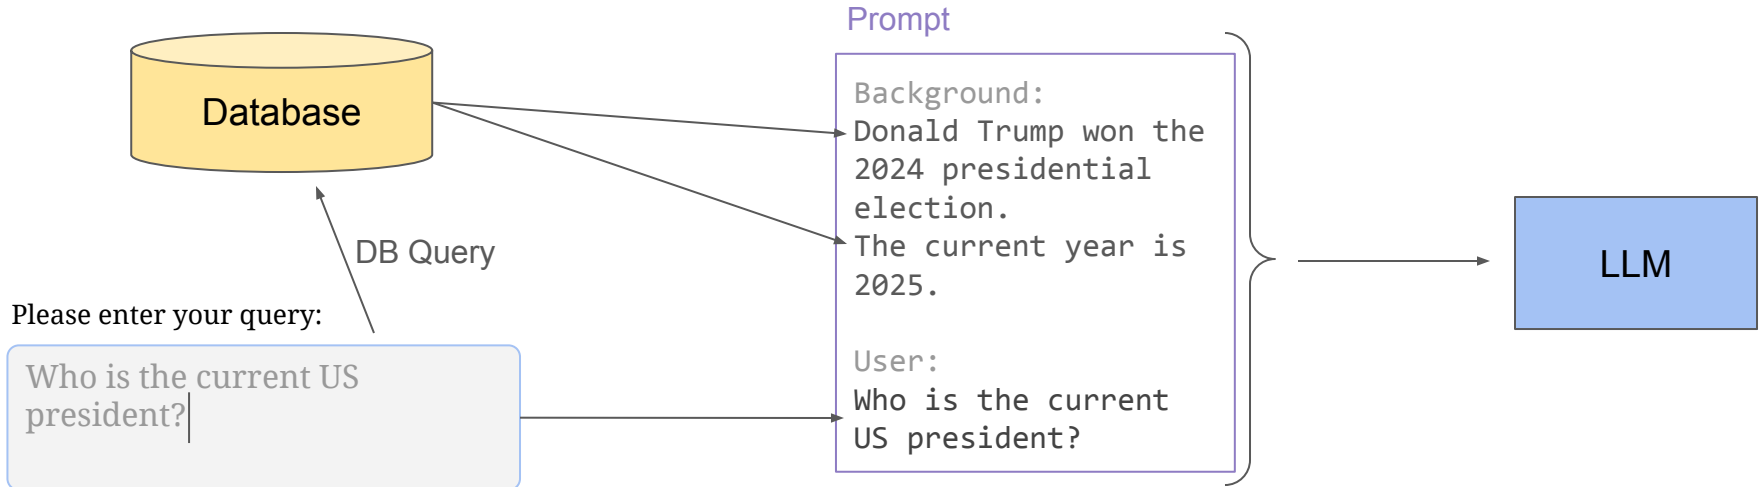 Prompt
Database
Background:
Donald Trump won the
2024 presidential
election.
The current year is
2025.
DB Query
LLM
Please enter your query:
Who is the current US
president?
User:
Who is the current
US president?